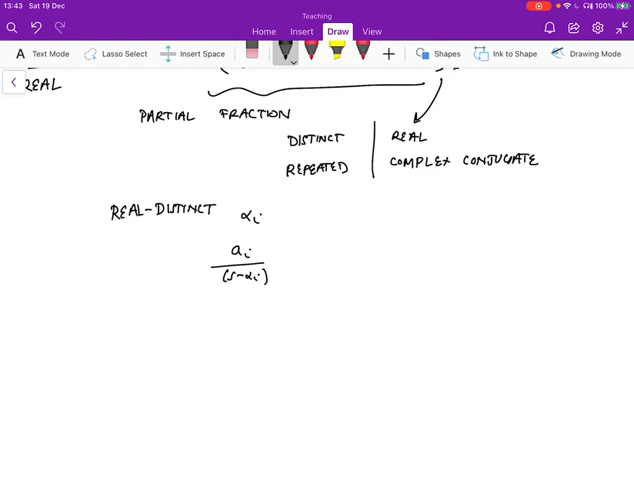 13:43 Sat 19 Dec
100%
Teaching
Home Insert Draw View
Text Mode Lasso Select Insert Space Shapes Ink to Shape Drawing Mode
REAL
PARTIAL FRACTION
DISTINCT REAL
REPEATED COMPLEX CONJUGATE
REAL-DISTINCT αi
ai
(s-αi)